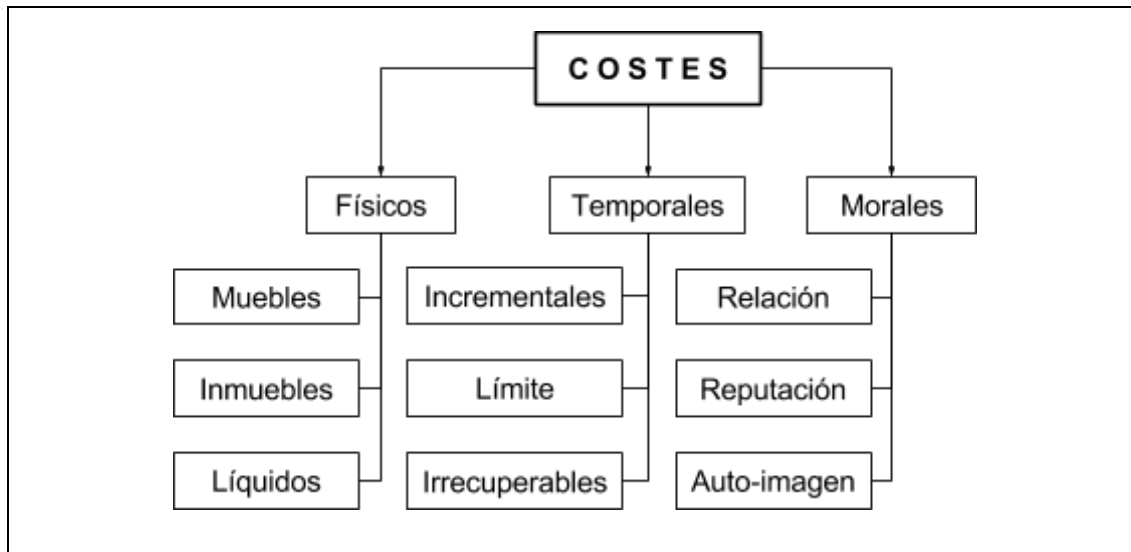 COSTES
Físicos
Temporales
Morales
Muebles
Incrementales
Relación
Inmuebles
Límite
Reputación
Líquidos
Irrecuperables
Auto-imagen